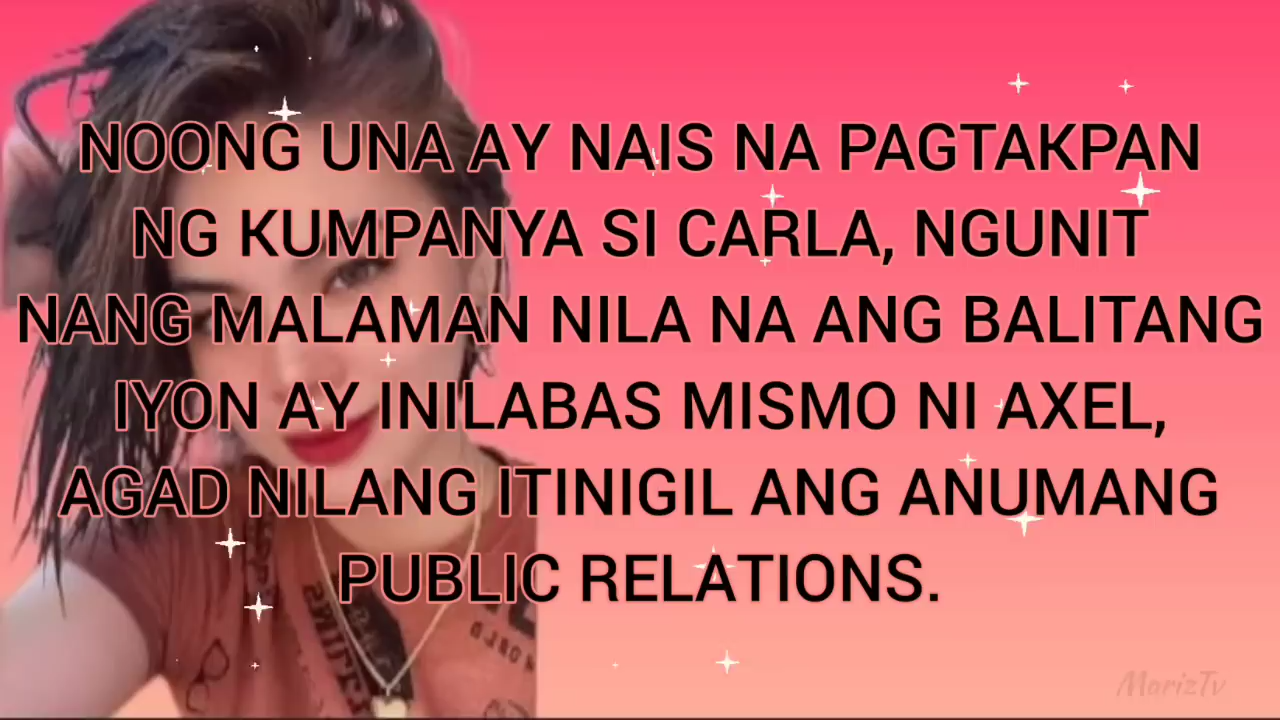 NOONG UNA AY NAIS NA PAGTAKPAN
NG KUMPANYA SI CARLA, NGUNIT
NANG MALAMAN NILA NA ANG BALITANG
IYON AY INILABAS MISMO NI AXEL,
AGAD NILANG ITINIGIL ANG ANUMANG
PUBLIC RELATIONS.
MarizTv